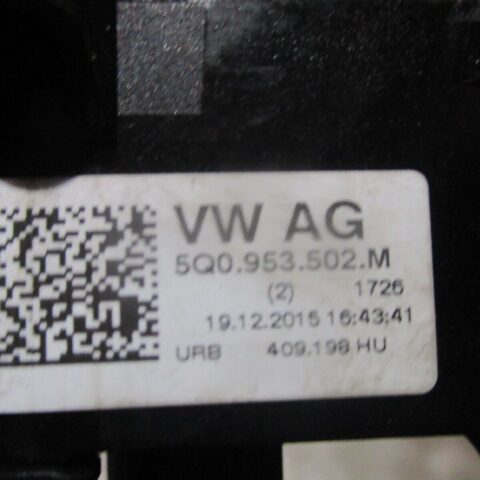 VW AG
5Q0.953.502.M
(2) 1726
19.12.2015 16:43:41
URB 409.198 HU